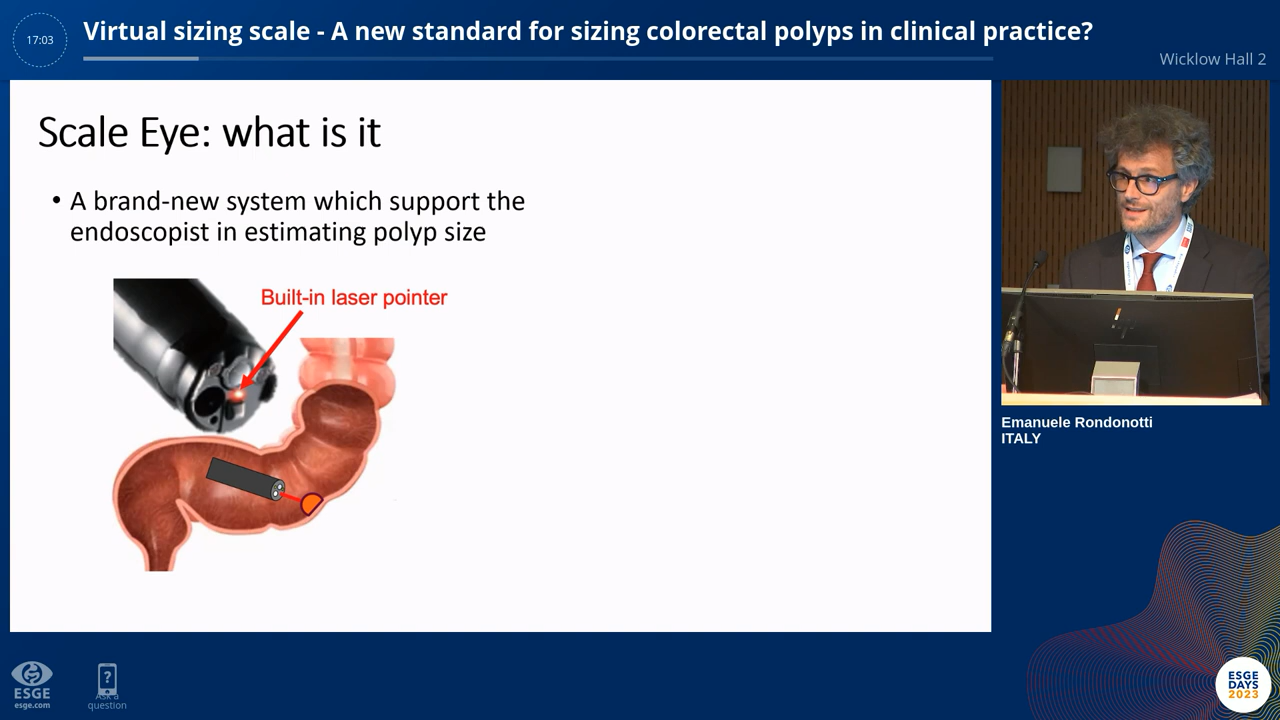 17:03
Virtual sizing scale - A new standard for sizing colorectal polyps in clinical practice?
Wicklow Hall 2
Scale Eye: what is it
• A brand-new system which support the
endoscopist in estimating polyp size
Built-in laser pointer
Emanuele Rondonotti
ITALY
ESGE
esge.com
?
Ask a
question
ESGE
DAYS
2023